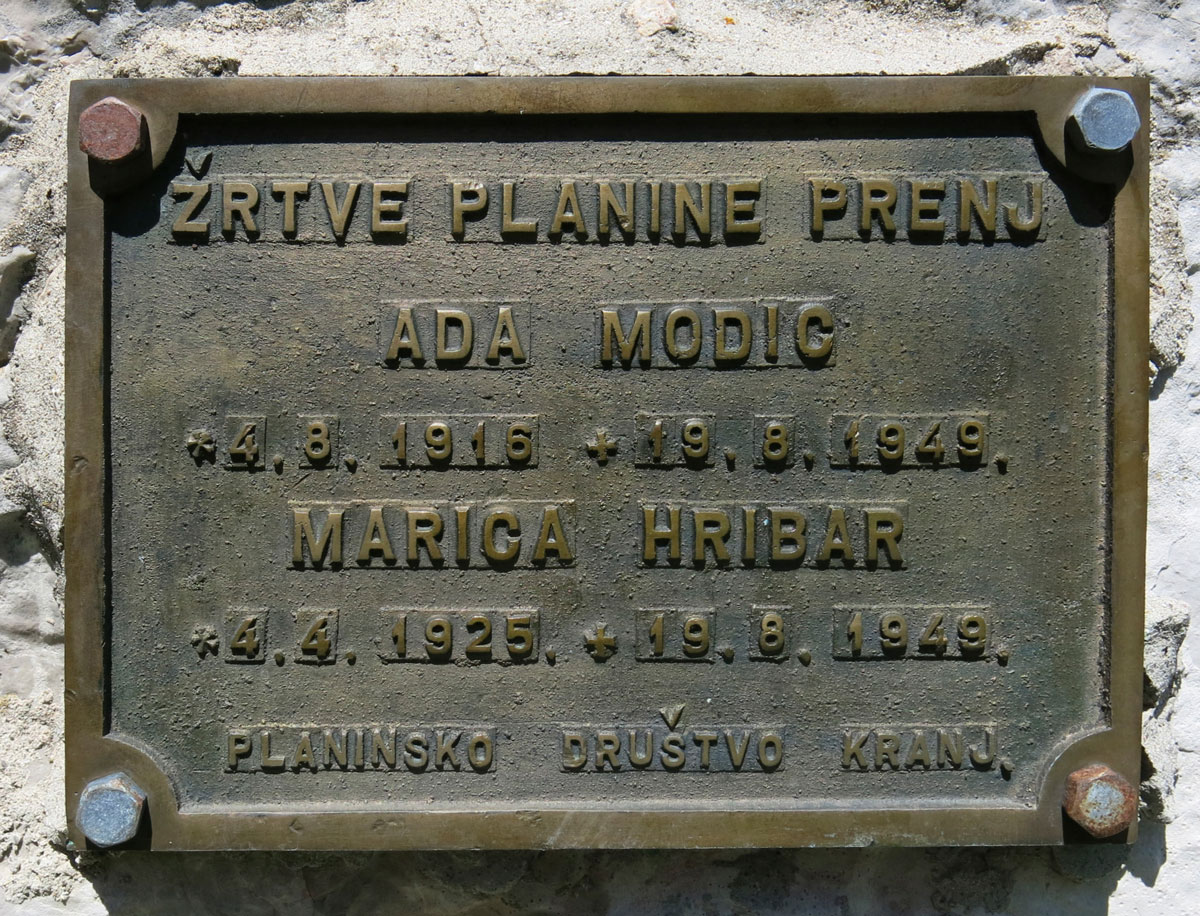 ŽRTVE PLANINE PRENJ
ADA MODIC
*4.8. 1916 +19.8.1949.
MARICA HRIBAR
*4.4. 1925. +19.8.1949.
PLANINSKO DRUŠTVO KRANJ.